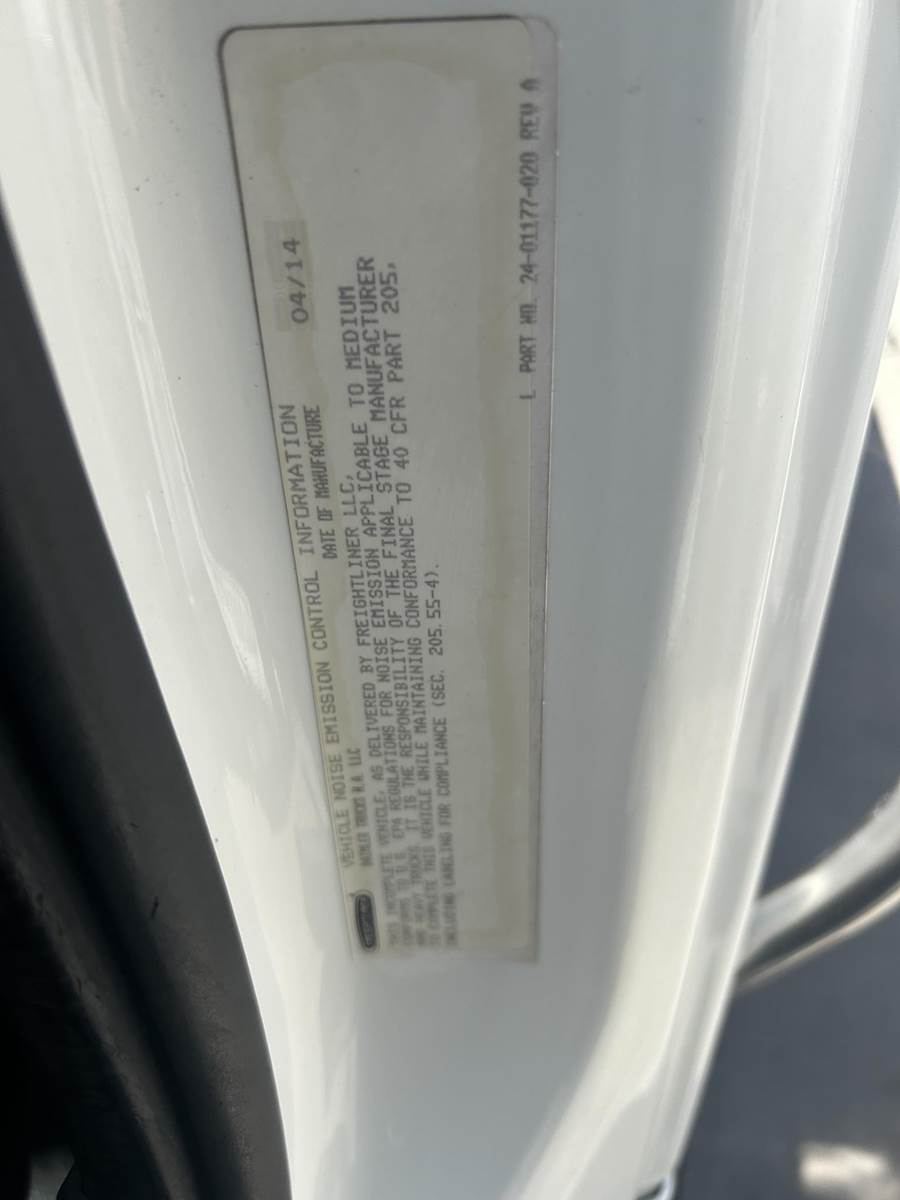 VEHICLE NOISE EMISSION CONTROL INFORMATION
DAIMLER TRUCKS N.A. LLC DATE OF MANUFACTURE 04/14
THIS INCOMPLETE VEHICLE, AS DELIVERED BY FREIGHTLINER LLC,
CONFORMS TO U.S. EPA REGULATIONS FOR NOISE EMISSION APPLICABLE TO MEDIUM
AND HEAVY TRUCKS. IT IS THE RESPONSIBILITY OF THE FINAL STAGE MANUFACTURER
TO COMPLETE THIS VEHICLE WHILE MAINTAINING CONFORMANCE TO 40 CFR PART 205,
INCLUDING LABELING FOR COMPLIANCE (SEC. 205.55-4).
L PART NO. 24-01177-020 REV A